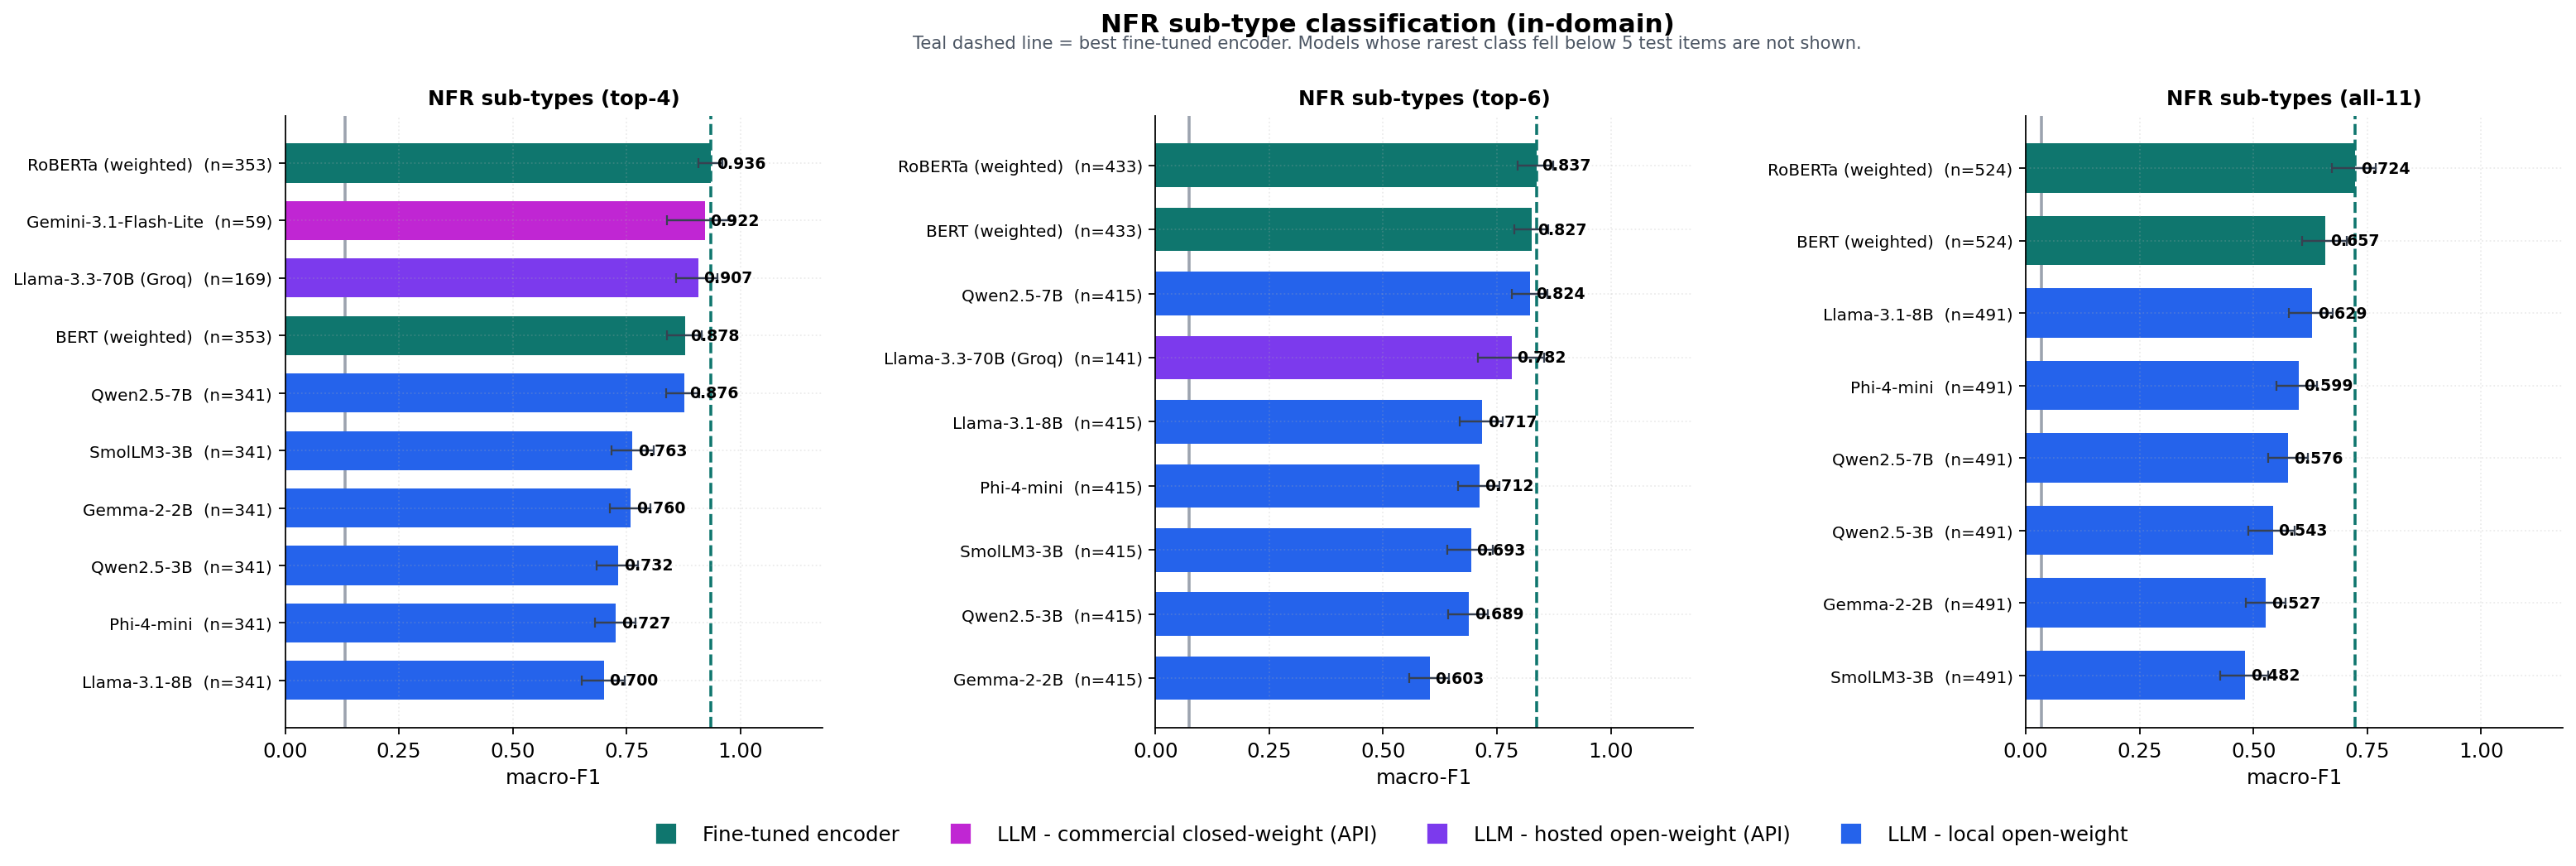 NFR sub-type classification (in-domain)
Teal dashed line = best fine-tuned encoder. Models whose rarest class fell below 5 test items are not shown.
NFR sub-types (top-4)
RoBERTa (weighted) (n=353) 0.936
Gemini-3.1-Flash-Lite (n=59) 0.922
Llama-3.3-70B (Groq) (n=169) 0.907
BERT (weighted) (n=353) 0.878
Qwen2.5-7B (n=341) 0.876
SmolLM3-3B (n=341) 0.763
Gemma-2-2B (n=341) 0.760
Qwen2.5-3B (n=341) 0.732
Phi-4-mini (n=341) 0.727
Llama-3.1-8B (n=341) 0.700
0.00 0.25 0.50 0.75 1.00
macro-F1
NFR sub-types (top-6)
RoBERTa (weighted) (n=433) 0.837
BERT (weighted) (n=433) 0.827
Qwen2.5-7B (n=415) 0.824
Llama-3.3-70B (Groq) (n=141) 0.782
Llama-3.1-8B (n=415) 0.717
Phi-4-mini (n=415) 0.712
SmolLM3-3B (n=415) 0.693
Qwen2.5-3B (n=415) 0.689
Gemma-2-2B (n=415) 0.603
0.00 0.25 0.50 0.75 1.00
macro-F1
NFR sub-types (all-11)
RoBERTa (weighted) (n=524) 0.724
BERT (weighted) (n=524) 0.657
Llama-3.1-8B (n=491) 0.629
Phi-4-mini (n=491) 0.599
Qwen2.5-7B (n=491) 0.576
Qwen2.5-3B (n=491) 0.543
Gemma-2-2B (n=491) 0.527
SmolLM3-3B (n=491) 0.482
0.00 0.25 0.50 0.75 1.00
macro-F1
Fine-tuned encoder
LLM - commercial closed-weight (API)
LLM - hosted open-weight (API)
LLM - local open-weight